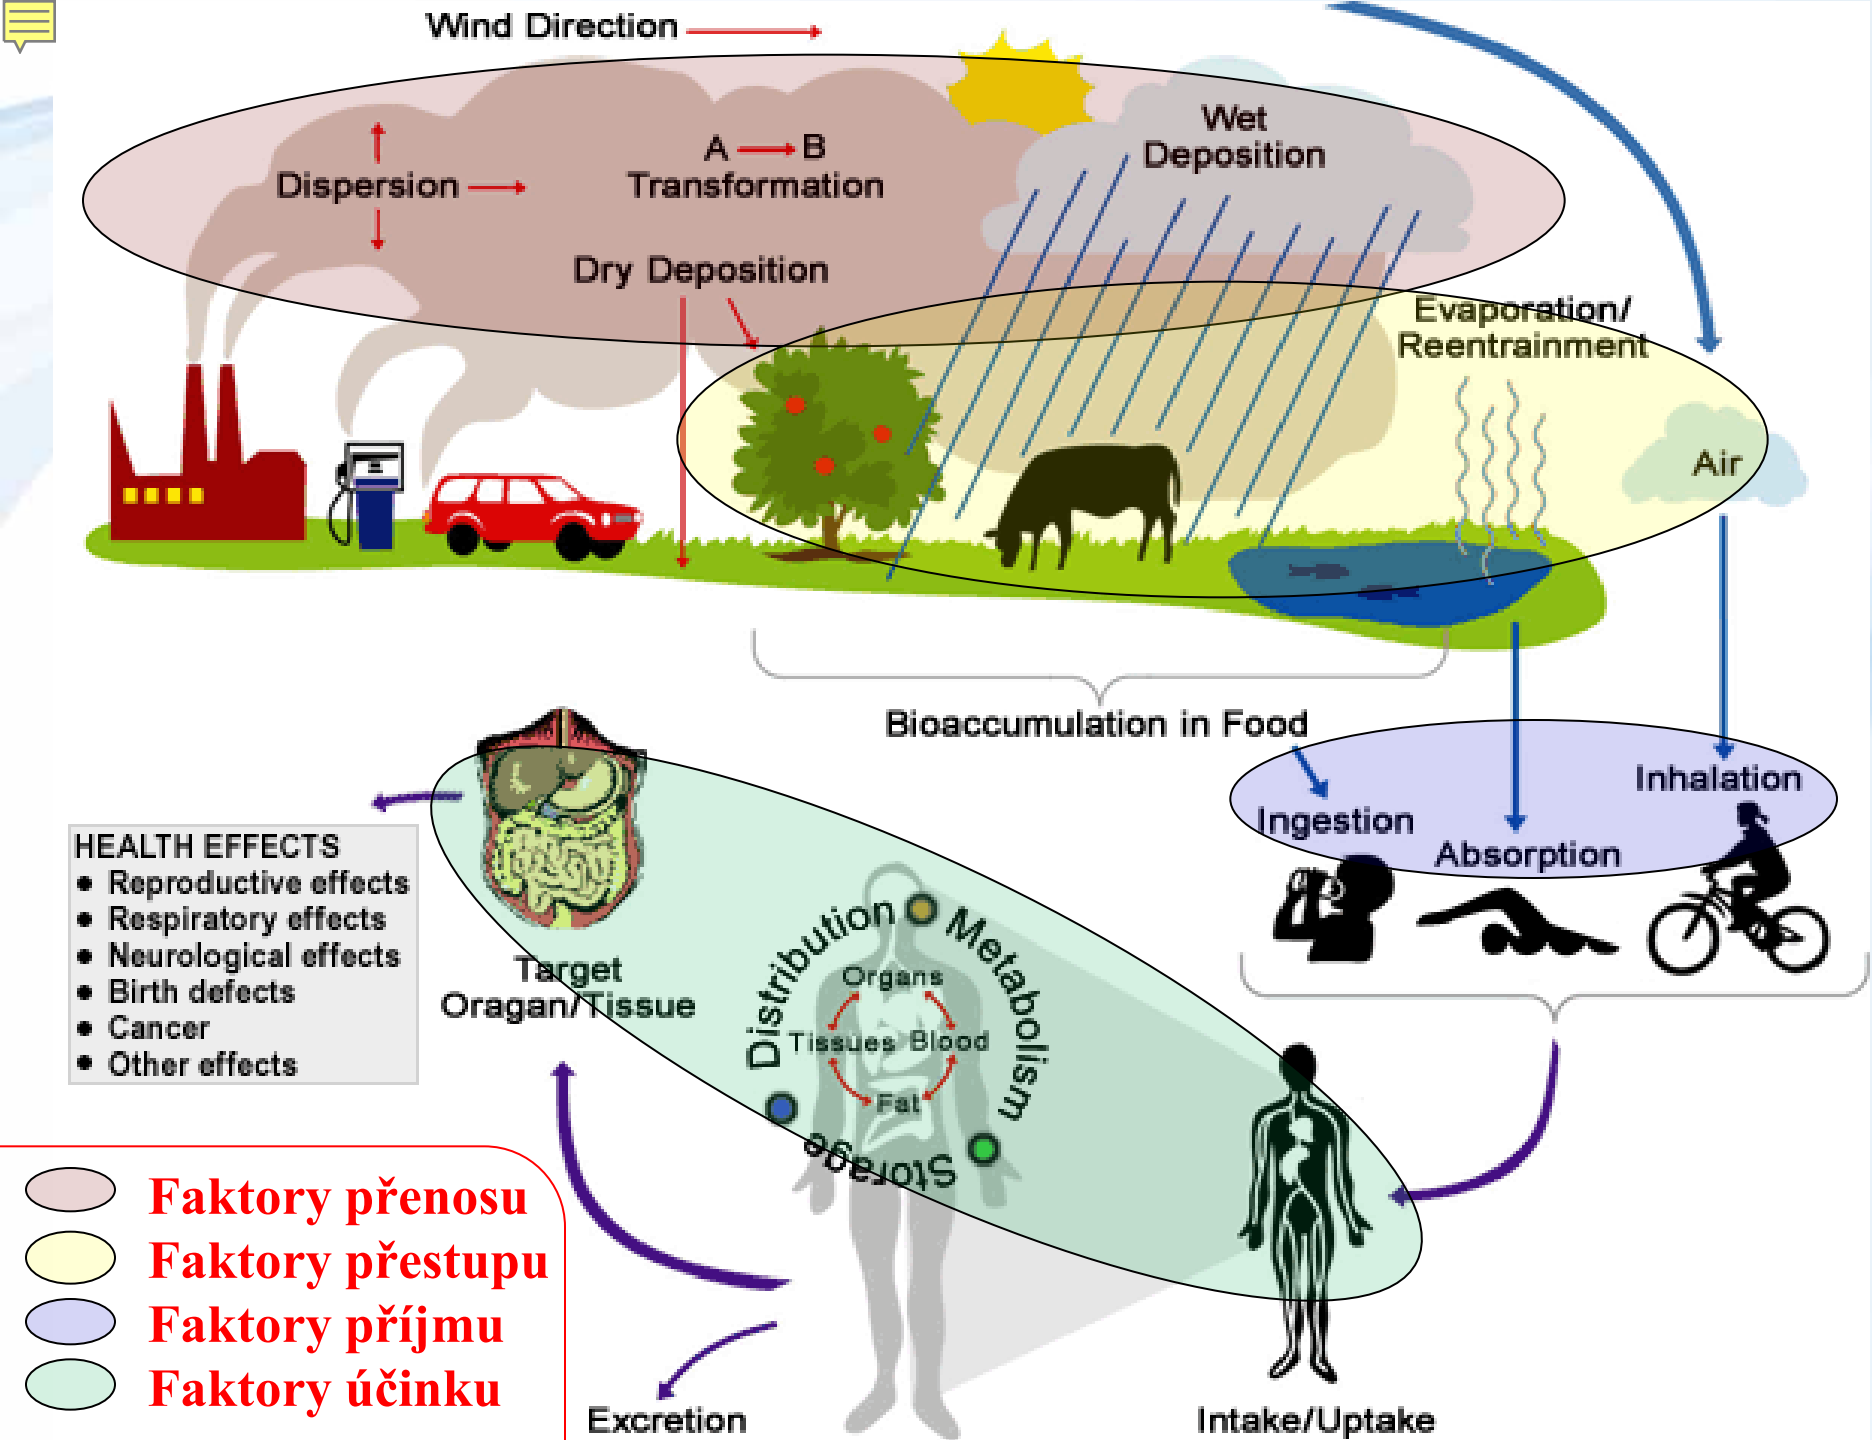 Wind Direction
Wet
Deposition
A B
Dispersion
Transformation
Dry Deposition
Evaporation/
Reentrainment
Air
Bioaccumulation in Food
Inhalation
Ingestion
Absorption
HEALTH EFFECTS
• Reproductive effects
• Respiratory effects
• Neurological effects
• Birth defects
• Cancer
• Other effects
Target
Oragan/Tissue
Distribution
Metabolism
Storage
Organs
Tissues Blood
Fat
Faktory přenosu
Faktory přestupu
Faktory příjmu
Faktory účinku
Excretion
Intake/Uptake